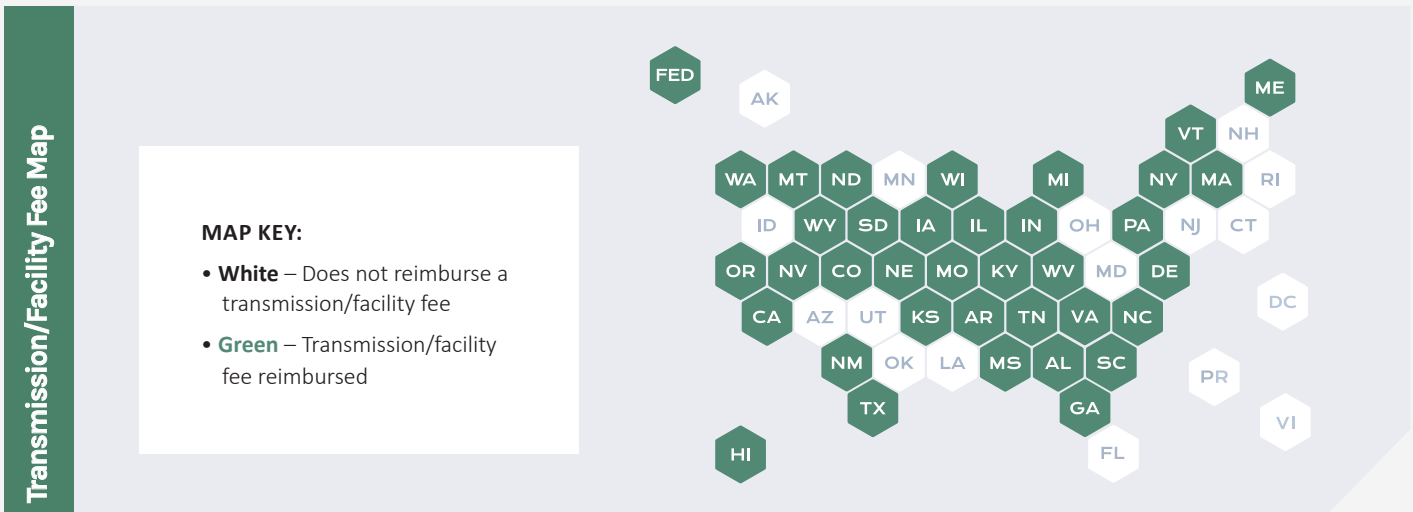 Transmission/Facility Fee Map
MAP KEY:
• White – Does not reimburse a
transmission/facility fee
• Green – Transmission/facility
fee reimbursed
FED
AK
ME
VT NH
WA MT ND MN WI MI NY MA RI
ID WY SD IA IL IN OH PA NJ CT
OR NV CO NE MO KY WV MD DE
DC
CA AZ UT KS AR TN VA NC
NM OK LA MS AL SC
PR
TX GA
VI
HI
FL